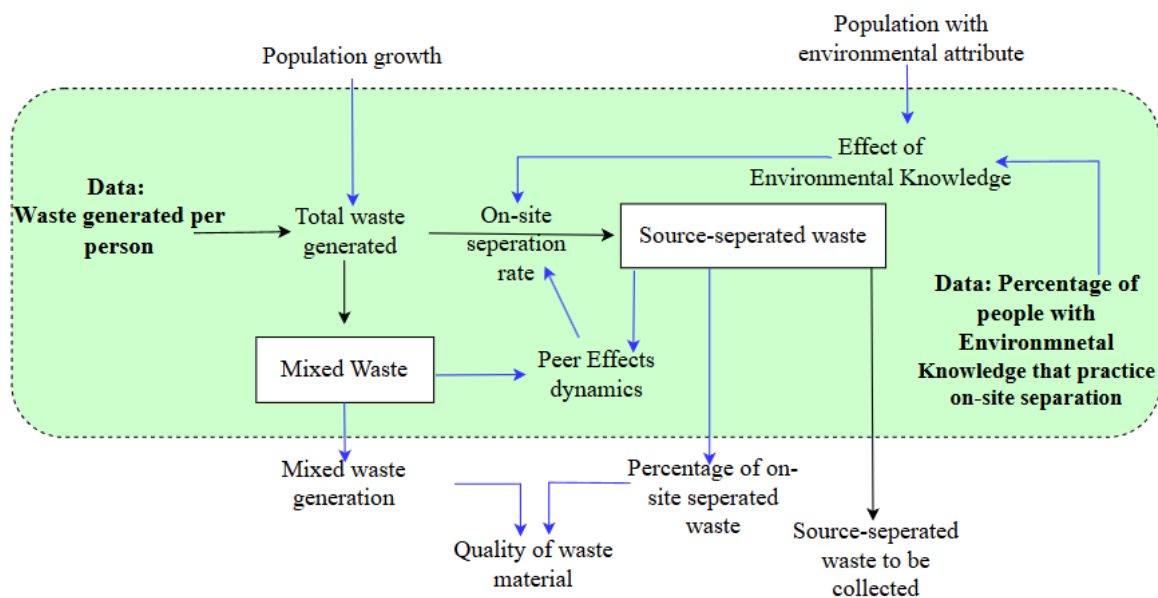 Population growth
Population with
environmental attribute
Effect of
Environmental Knowledge
Data:
Waste generated per
person
Total waste
generated
On-site
seperation
rate
Source-seperated waste
Data: Percentage of
people with
Environmnetal
Knowledge that practice
on-site separation
Mixed Waste
Peer Effects
dynamics
Mixed waste
generation
Percentage of on-
site seperated
waste
Quality of waste
material
Source-seperated
waste to be
collected